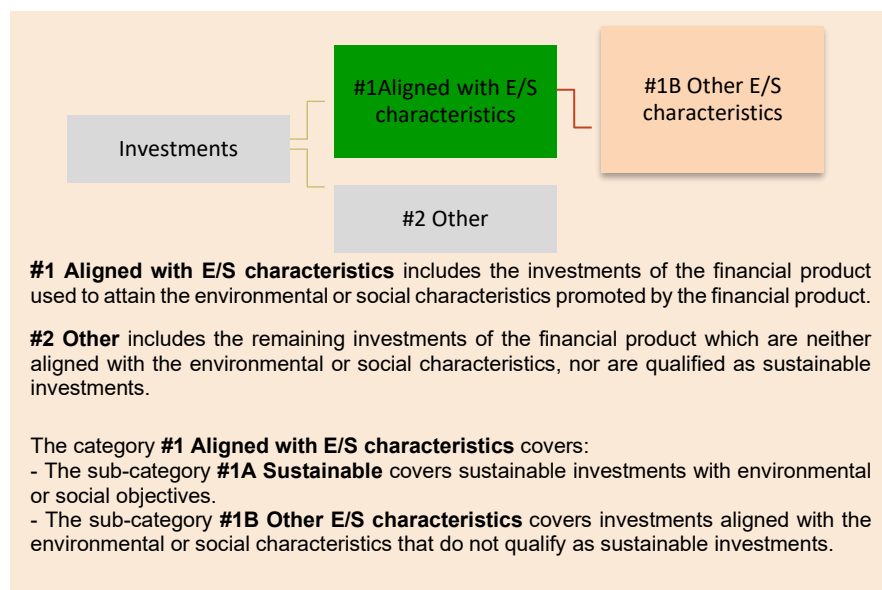 #1Aligned with E/S
characteristics
#1B Other E/S
characteristics
Investments
#2 Other
#1 Aligned with E/S characteristics includes the investments of the financial product
used to attain the environmental or social characteristics promoted by the financial product.
#2 Other includes the remaining investments of the financial product which are neither
aligned with the environmental or social characteristics, nor are qualified as sustainable
investments.
The category #1 Aligned with E/S characteristics covers:
- The sub-category #1A Sustainable covers sustainable investments with environmental
or social objectives.
- The sub-category #1B Other E/S characteristics covers investments aligned with the
environmental or social characteristics that do not qualify as sustainable investments.